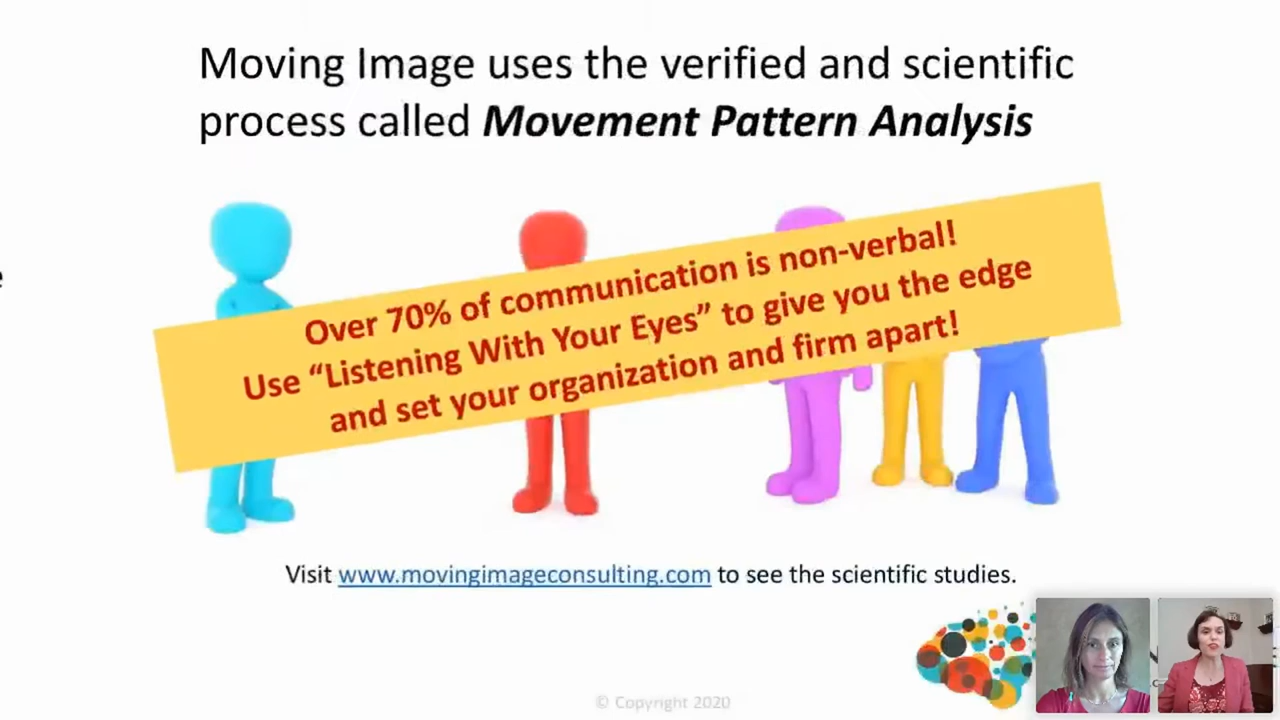 Moving Image uses the verified and scientific
process called Movement Pattern Analysis
Over 70% of communication is non-verbal!
Use “Listening With Your Eyes” to give you the edge
and set your organization and firm apart!
Visit www.movingimageconsulting.com to see the scientific studies.
© Copyright 2020